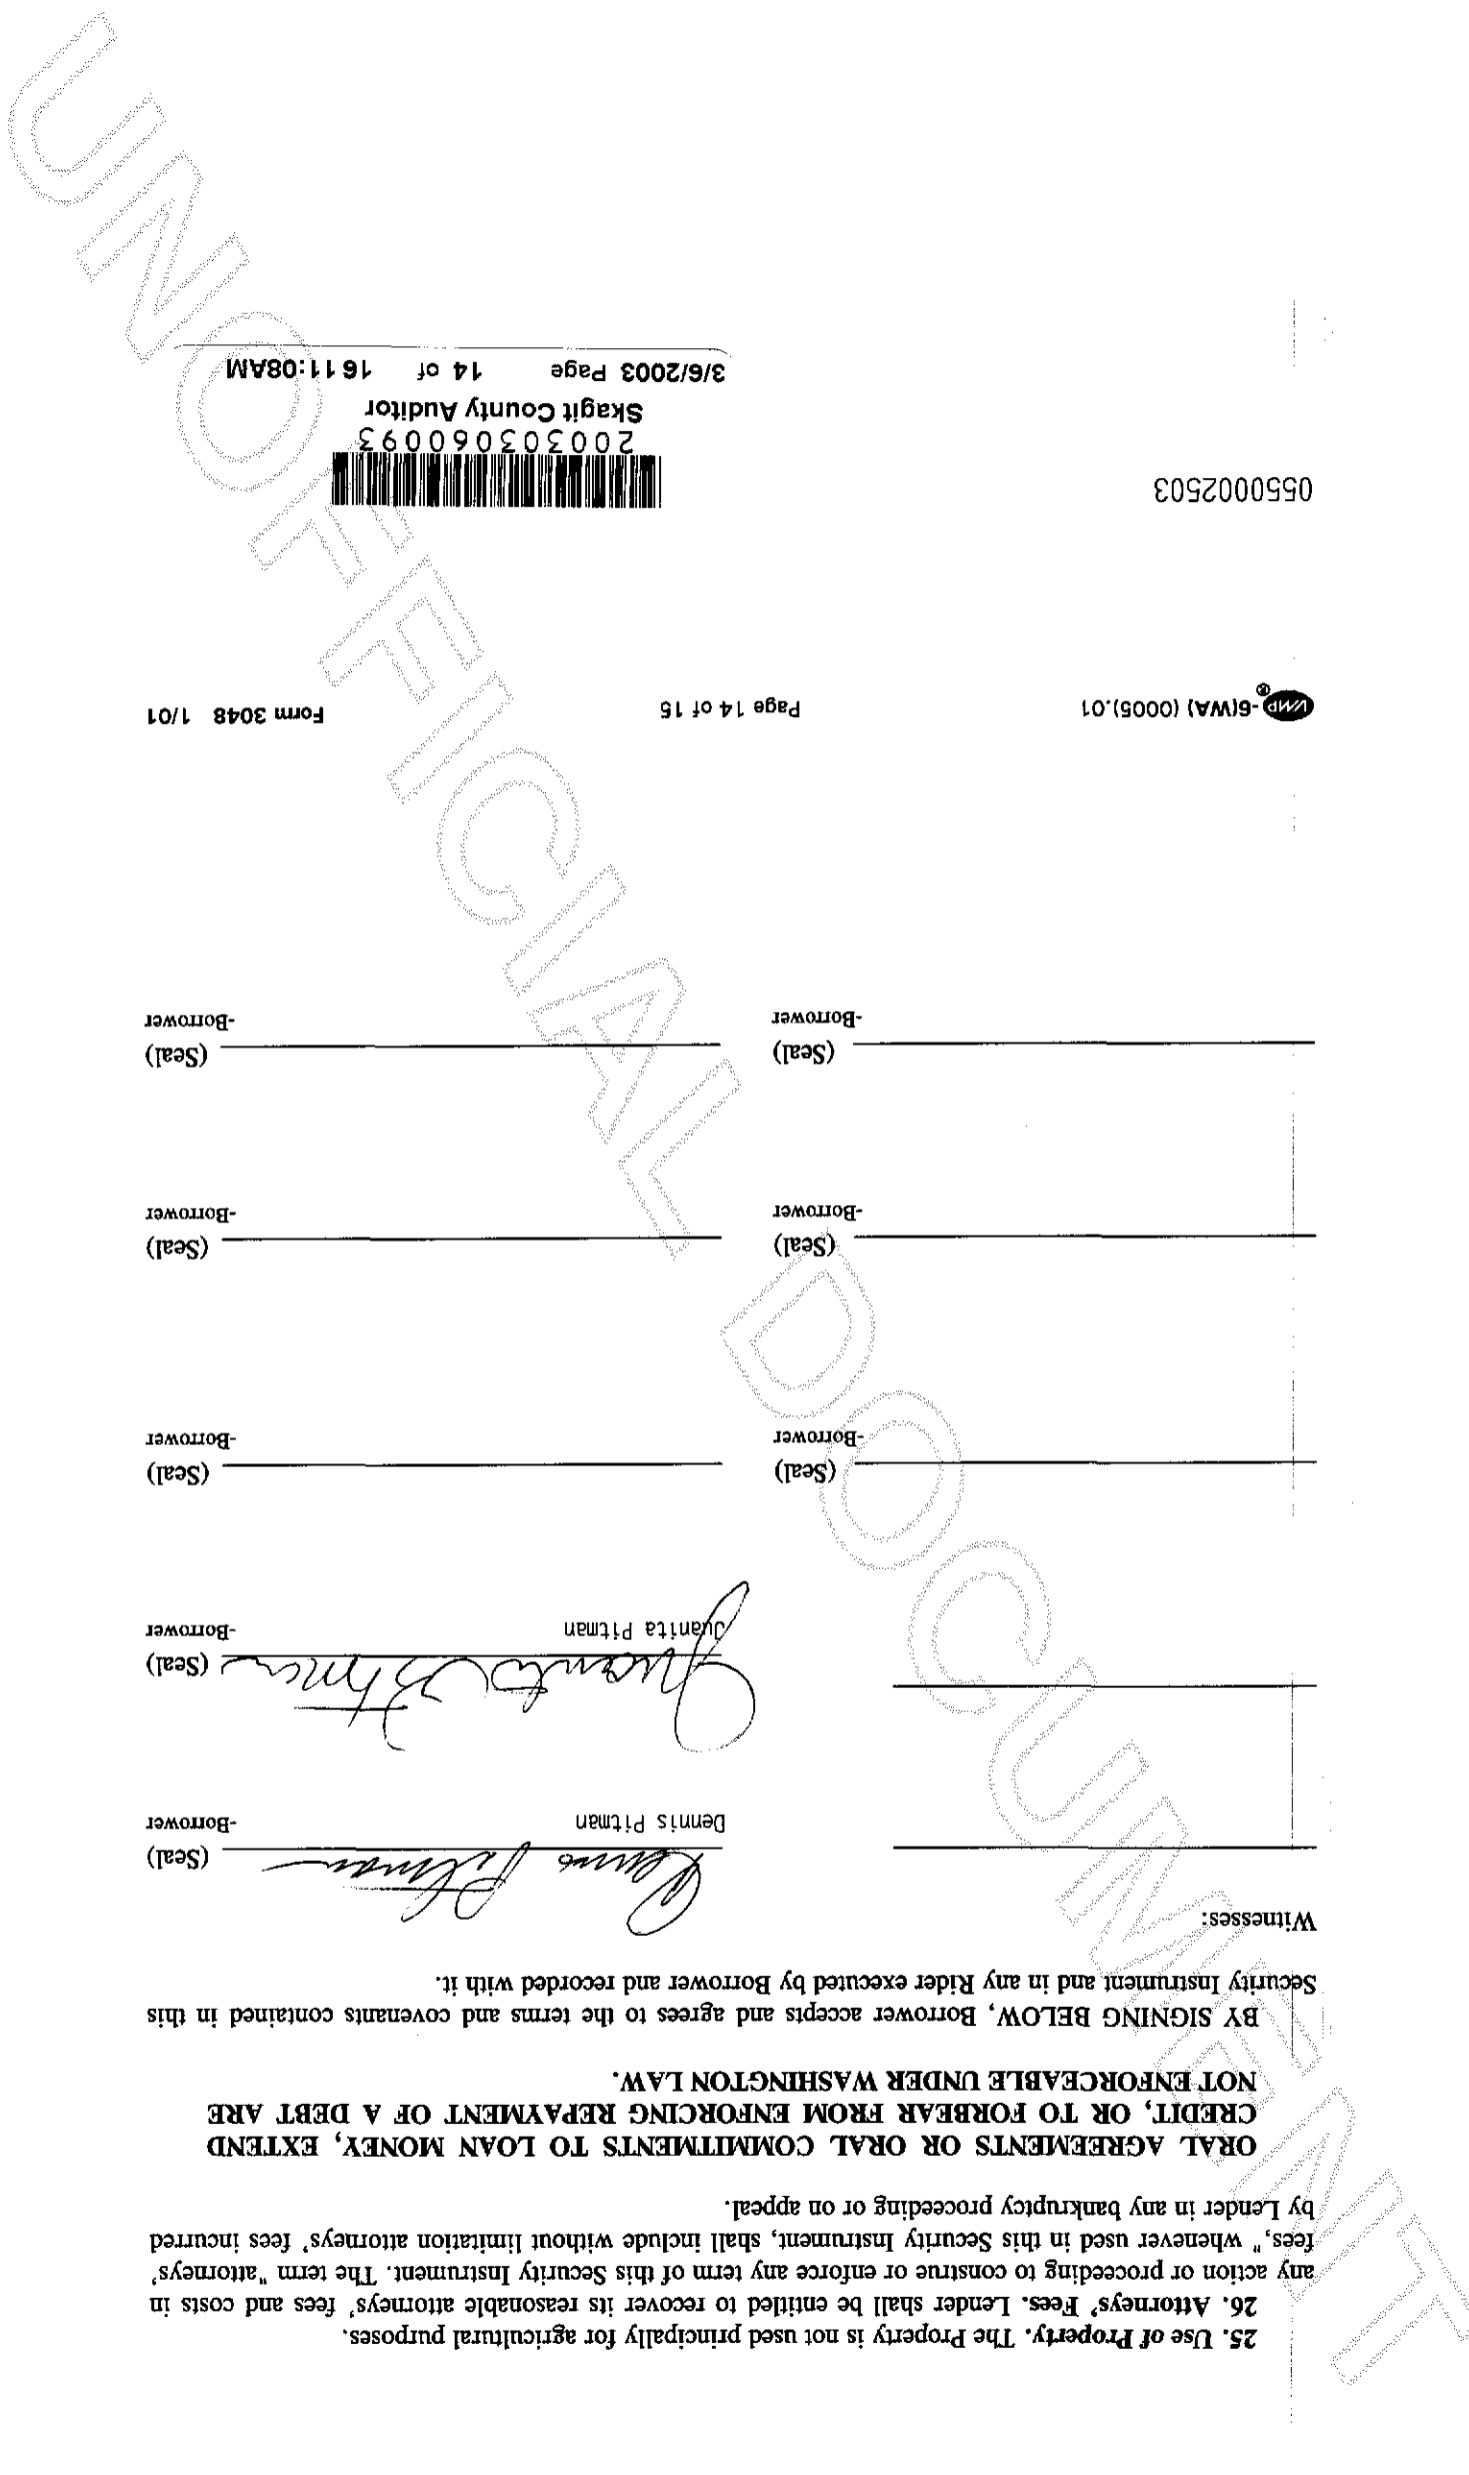 25. Use of Property. The Property is not used principally for agricultural purposes.
26. Attorneys' Fees. Lender shall be entitled to recover its reasonable attorneys' fees and costs in
any action or proceeding to construe or enforce any term of this Security Instrument. The term "attorneys'
fees," whenever used in this Security Instrument, shall include without limitation attorneys' fees incurred
by Lender in any bankruptcy proceeding or on appeal.
ORAL AGREEMENTS OR ORAL COMMITMENTS TO LOAN MONEY, EXTEND
CREDIT, OR TO FORBEAR FROM ENFORCING REPAYMENT OF A DEBT ARE
NOT ENFORCEABLE UNDER WASHINGTON LAW.
BY SIGNING BELOW, Borrower accepts and agrees to the terms and covenants contained in this
Security Instrument and in any Rider executed by Borrower and recorded with it.
Witnesses:
Dennis Pitman (Seal)
Dennis Pitman -Borrower
Juanita Pitman (Seal)
Juanita Pitman -Borrower
(Seal) (Seal)
-Borrower -Borrower
(Seal) (Seal)
-Borrower -Borrower
(Seal) (Seal)
-Borrower -Borrower
VMP-6(WA) (0005).01 Page 14 of 15 Form 3048 1/01
0550002503
200303060093
Skagit County Auditor
3/6/2003 Page 14 of 16 11:08AM
UNOFFICIAL DOCUMENT